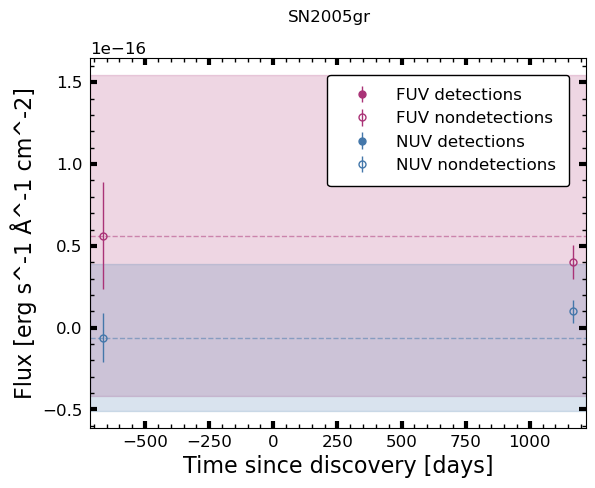 SN2005gr
1e−16
FUV detections
FUV nondetections
NUV detections
NUV nondetections
1.5
1.0
0.5
0.0
−0.5
Flux [erg s^-1 Å^-1 cm^-2]
−500 −250 0 250 500 750 1000
Time since discovery [days]